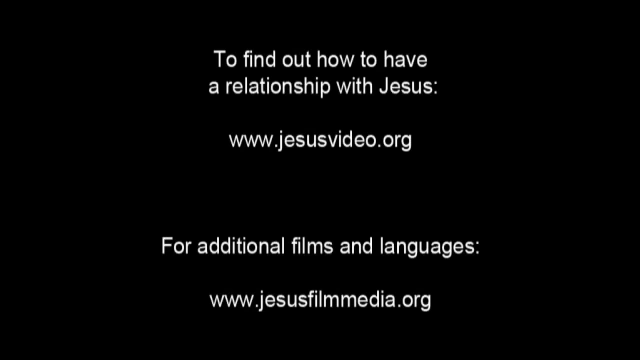 To find out how to have
a relationship with Jesus:
www.jesusvideo.org
For additional films and languages:
www.jesusfilmmedia.org